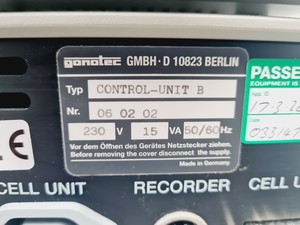 gonotec GMBH · D 10823 BERLIN
Typ CONTROL-UNIT B
Nr. 06 02 02
230 V 15 VA 50/60 Hz
Vor dem Öffnen des Gerätes Netzstecker ziehen.
Before removing the cover disconnect the supply.
Made in Germany
PASSE
EQUIPMENT IS
CELL UNIT
RECORDER
CELL U